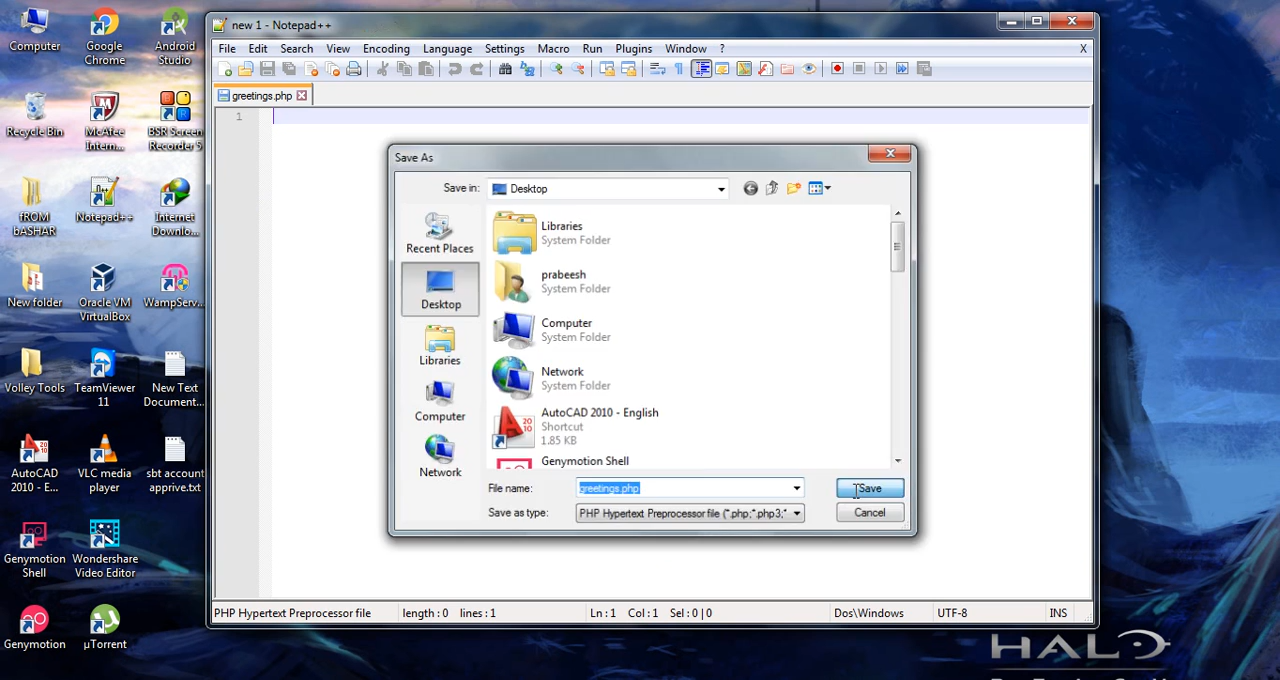 Computer
Google
Chrome
Android
Studio
Recycle Bin
McAfee
Intern...
BSR Screen
Recorder 5
fROM
bASHAR
Notepad++
Internet
Downlo...
New folder
Oracle VM
VirtualBox
WampServ...
Volley Tools
TeamViewer
11
New Text
Document...
AutoCAD
2010 - E...
VLC media
player
sbt account
apprive.txt
Genymotion
Shell
Wondershare
Video Editor
Genymotion
µTorrent
new 1 - Notepad++
File Edit Search View Encoding Language Settings Macro Run Plugins Window ? X
greetings.php
1
Save As
Save in: Desktop
Recent Places
Desktop
Libraries
Computer
Network
Libraries
System Folder
prabeesh
System Folder
Computer
System Folder
Network
System Folder
AutoCAD 2010 - English
Shortcut
1.85 KB
Genymotion Shell
File name: greetings.php Save
Save as type: PHP Hypertext Preprocessor file (*.php;*.php3;* Cancel
PHP Hypertext Preprocessor file length : 0 lines : 1 Ln : 1 Col : 1 Sel : 0 | 0 Dos\Windows UTF-8 INS
HALO